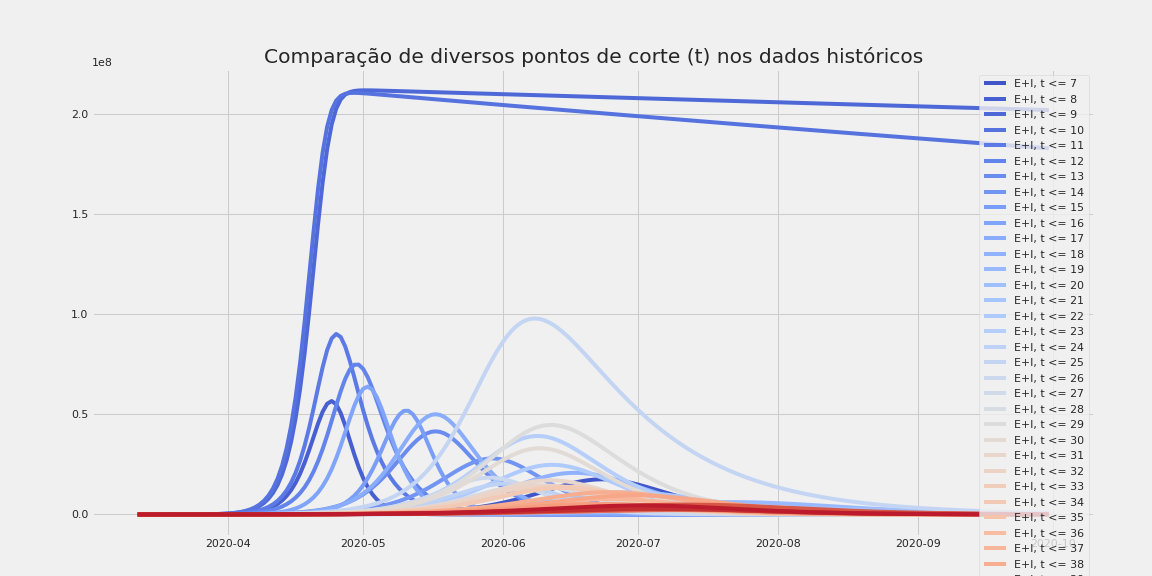 Comparação de diversos pontos de corte (t) nos dados históricos
1e8
2.0
1.5
1.0
0.5
0.0
2020-04
2020-05
2020-06
2020-07
2020-08
2020-09
2020-10
E+I, t <= 7
E+I, t <= 8
E+I, t <= 9
E+I, t <= 10
E+I, t <= 11
E+I, t <= 12
E+I, t <= 13
E+I, t <= 14
E+I, t <= 15
E+I, t <= 16
E+I, t <= 17
E+I, t <= 18
E+I, t <= 19
E+I, t <= 20
E+I, t <= 21
E+I, t <= 22
E+I, t <= 23
E+I, t <= 24
E+I, t <= 25
E+I, t <= 26
E+I, t <= 27
E+I, t <= 28
E+I, t <= 29
E+I, t <= 30
E+I, t <= 31
E+I, t <= 32
E+I, t <= 33
E+I, t <= 34
E+I, t <= 35
E+I, t <= 36
E+I, t <= 37
E+I, t <= 38